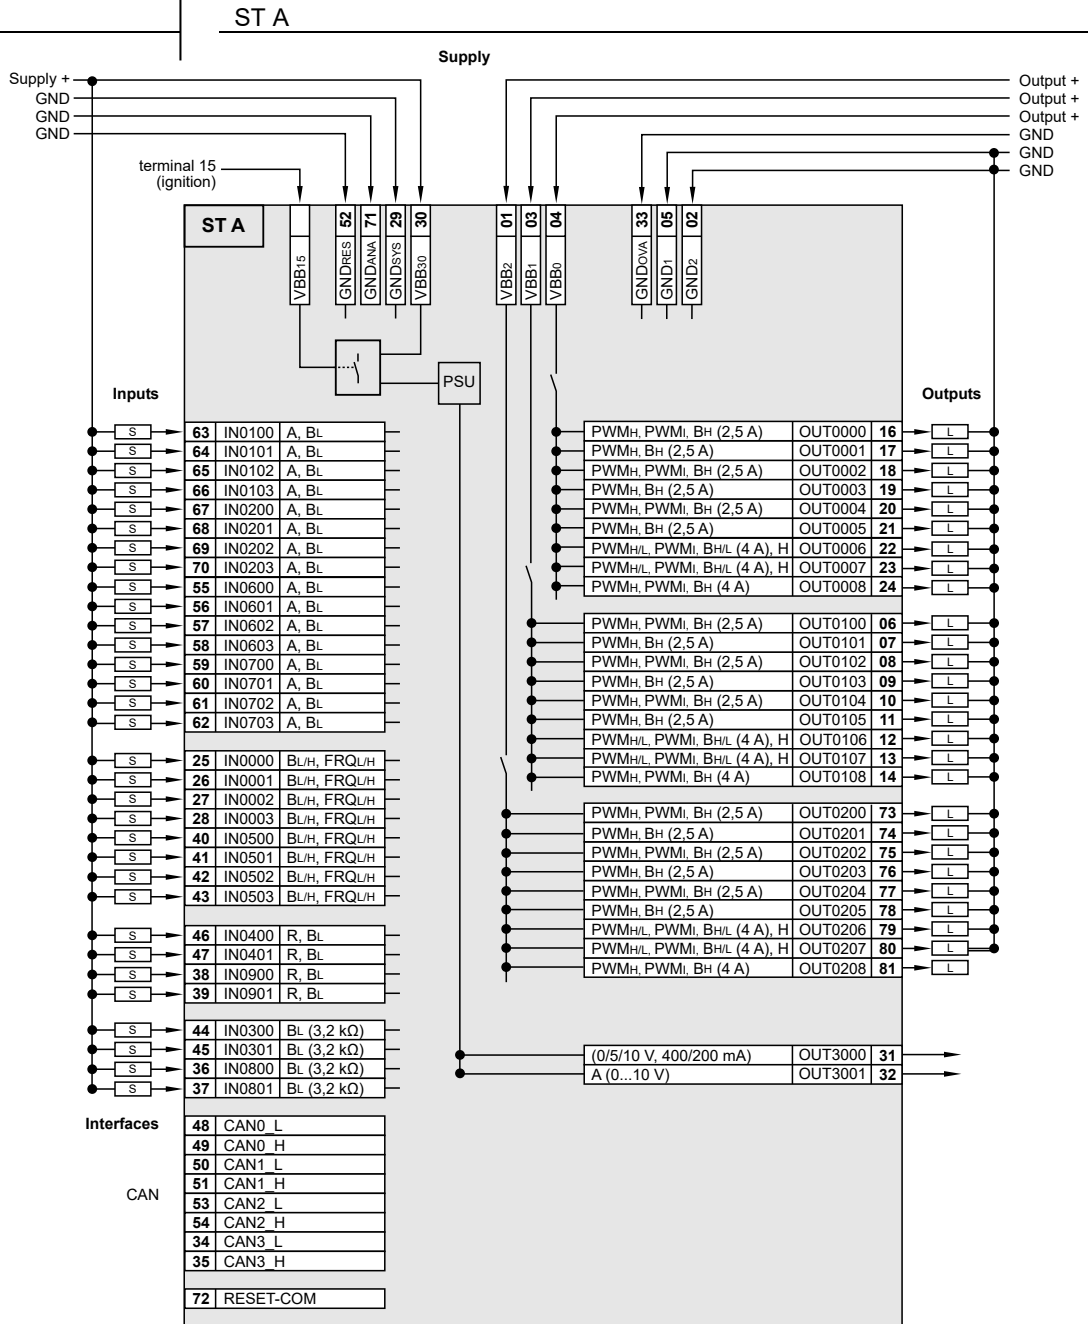 ST A
Supply
Supply +
GND
GND
GND
Output +
Output +
Output +
GND
GND
GND
terminal 15
(ignition)
ST A
VBB15
52 GNDRES
71 GNDANA
29 GNDSYS
30 VBB30
01 VBB2
03 VBB1
04 VBB0
33 GNDOVA
05 GND1
02 GND2
PSU
Inputs
S 63 IN0100 A, BL
S 64 IN0101 A, BL
S 65 IN0102 A, BL
S 66 IN0103 A, BL
S 67 IN0200 A, BL
S 68 IN0201 A, BL
S 69 IN0202 A, BL
S 70 IN0203 A, BL
S 55 IN0600 A, BL
S 56 IN0601 A, BL
S 57 IN0602 A, BL
S 58 IN0603 A, BL
S 59 IN0700 A, BL
S 60 IN0701 A, BL
S 61 IN0702 A, BL
S 62 IN0703 A, BL
S 25 IN0000 BL/H, FRQL/H
S 26 IN0001 BL/H, FRQL/H
S 27 IN0002 BL/H, FRQL/H
S 28 IN0003 BL/H, FRQL/H
S 40 IN0500 BL/H, FRQL/H
S 41 IN0501 BL/H, FRQL/H
S 42 IN0502 BL/H, FRQL/H
S 43 IN0503 BL/H, FRQL/H
S 46 IN0400 R, BL
S 47 IN0401 R, BL
S 38 IN0900 R, BL
S 39 IN0901 R, BL
S 44 IN0300 BL (3,2 kΩ)
S 45 IN0301 BL (3,2 kΩ)
S 36 IN0800 BL (3,2 kΩ)
S 37 IN0801 BL (3,2 kΩ)
Interfaces
CAN
48 CAN0_L
49 CAN0_H
50 CAN1_L
51 CAN1_H
53 CAN2_L
54 CAN2_H
34 CAN3_L
35 CAN3_H
72 RESET-COM
Outputs
PWMH, PWMI, BH (2,5 A) OUT0000 16 L
PWMH, BH (2,5 A) OUT0001 17 L
PWMH, PWMI, BH (2,5 A) OUT0002 18 L
PWMH, BH (2,5 A) OUT0003 19 L
PWMH, PWMI, BH (2,5 A) OUT0004 20 L
PWMH, BH (2,5 A) OUT0005 21 L
PWMH/L, PWMI, BH/L (4 A), H OUT0006 22 L
PWMH/L, PWMI, BH/L (4 A), H OUT0007 23 L
PWMH, PWMI, BH (4 A) OUT0008 24 L
PWMH, PWMI, BH (2,5 A) OUT0100 06 L
PWMH, BH (2,5 A) OUT0101 07 L
PWMH, PWMI, BH (2,5 A) OUT0102 08 L
PWMH, BH (2,5 A) OUT0103 09 L
PWMH, PWMI, BH (2,5 A) OUT0104 10 L
PWMH, BH (2,5 A) OUT0105 11 L
PWMH/L, PWMI, BH/L (4 A), H OUT0106 12 L
PWMH/L, PWMI, BH/L (4 A), H OUT0107 13 L
PWMH, PWMI, BH (4 A) OUT0108 14 L
PWMH, PWMI, BH (2,5 A) OUT0200 73 L
PWMH, BH (2,5 A) OUT0201 74 L
PWMH, PWMI, BH (2,5 A) OUT0202 75 L
PWMH, BH (2,5 A) OUT0203 76 L
PWMH, PWMI, BH (2,5 A) OUT0204 77 L
PWMH, BH (2,5 A) OUT0205 78 L
PWMH/L, PWMI, BH/L (4 A), H OUT0206 79 L
PWMH/L, PWMI, BH/L (4 A), H OUT0207 80 L
PWMH, PWMI, BH (4 A) OUT0208 81 L
(0/5/10 V, 400/200 mA) OUT3000 31
A (0...10 V) OUT3001 32